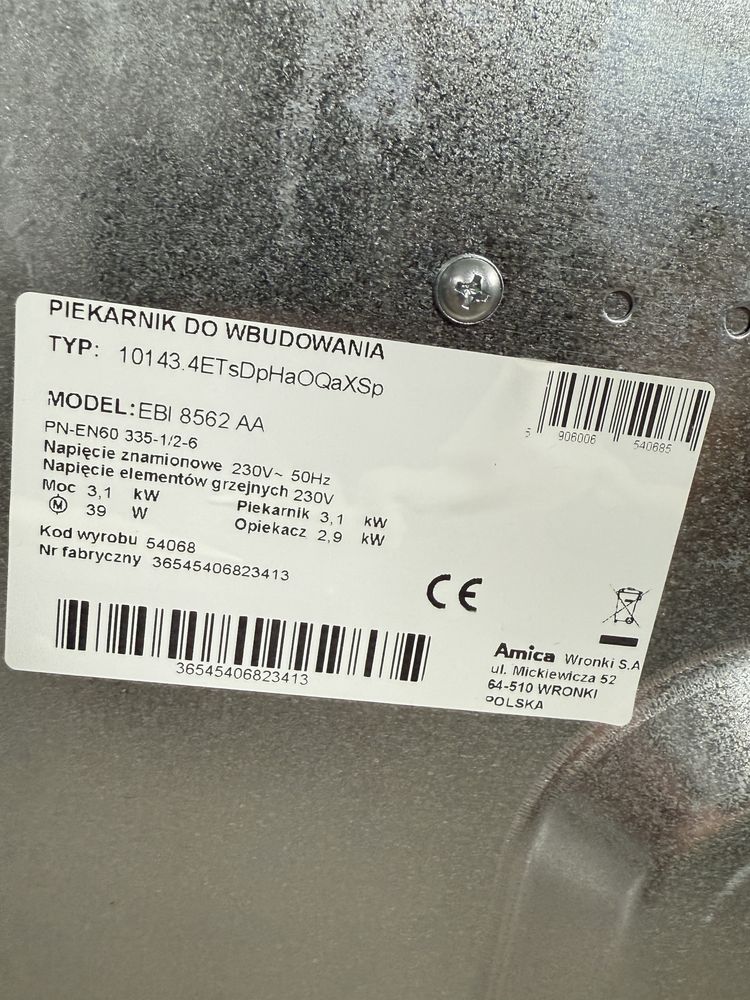 PIEKARNIK DO WBUDOWANIA
TYP: 10143.4ETsDpHaOQaXSp
MODEL: EBI 8562 AA
PN-EN60 335-1/2-6
Napięcie znamionowe 230V~ 50Hz
Napięcie elementów grzejnych 230V
Moc 3,1 kW Piekarnik 3,1 kW
M 39 W Opiekacz 2,9 kW
Kod wyrobu 54068
Nr fabryczny 36545406823413
5 906006 540685
CE
36545406823413
Amica Wronki S.A
ul. Mickiewicza 52
64-510 WRONKI
POLSKA